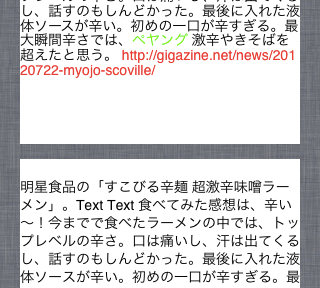 し、話すのもしんどかった。最後に入れた液
体ソースが辛い。初めの一口が辛すぎる。最
大瞬間辛さでは、ペヤング 激辛やきそばを
超えたと思う。 http://gigazine.net/news/201
20722-myojo-scoville/
明星食品の「すこびる辛麺 超激辛味噌ラー
メン」。Text Text 食べてみた感想は、辛い
〜！今までで食べたラーメンの中では、トッ
プレベルの辛さ。口は痛いし、汗は出てくる
し、話すのもしんどかった。最後に入れた液
体ソースが辛い。初めの一口が辛すぎる。最